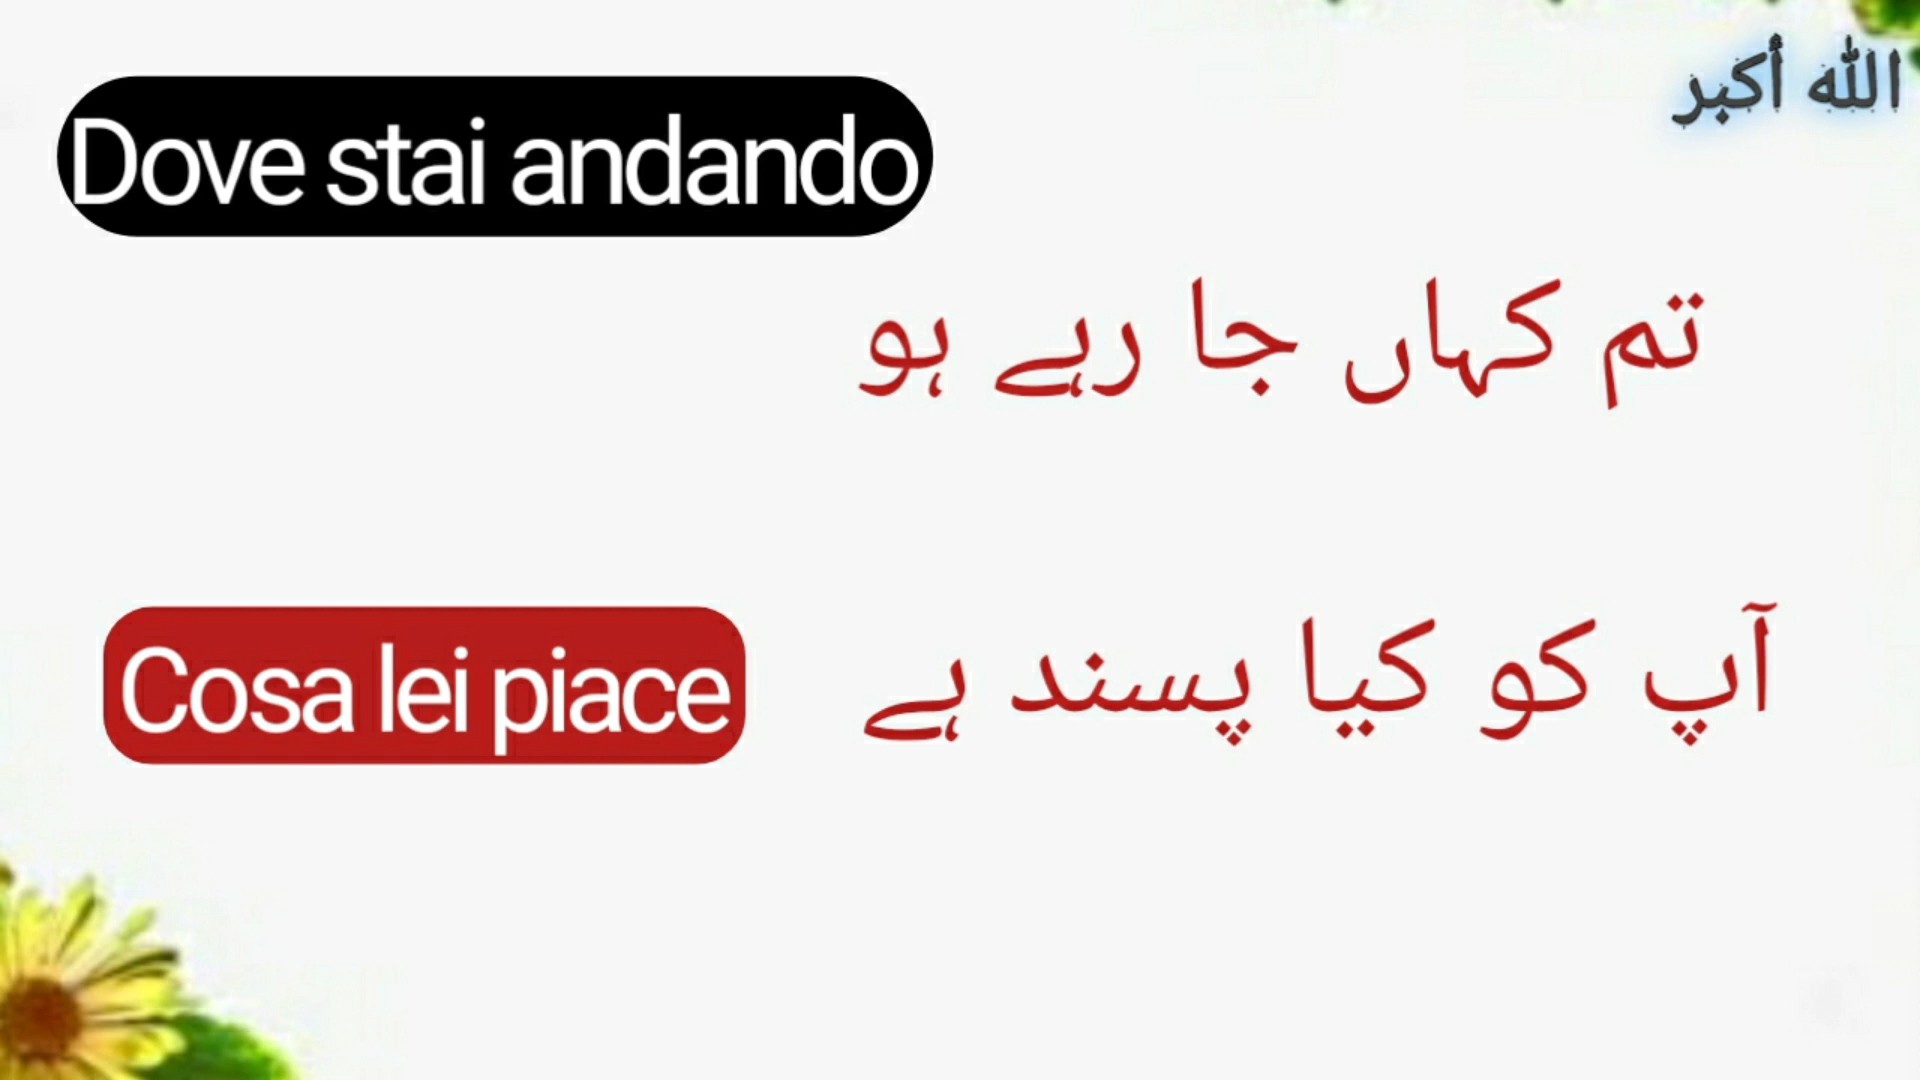 الله أكبر
Dove stai andando
تم کہاں جا رہے ہو
Cosa lei piace
آپ کو کیا پسند ہے